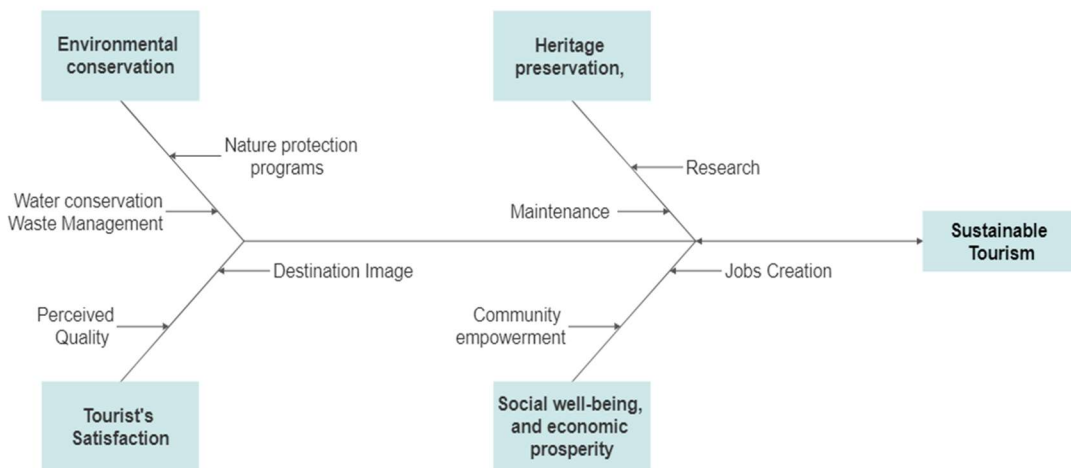 Environmental
conservation
Heritage
preservation,
Nature protection
programs
Research
Water conservation
Waste Management
Maintenance
Sustainable
Tourism
Destination Image
Jobs Creation
Perceived
Quality
Community
empowerment
Tourist's
Satisfaction
Social well-being,
and economic
prosperity